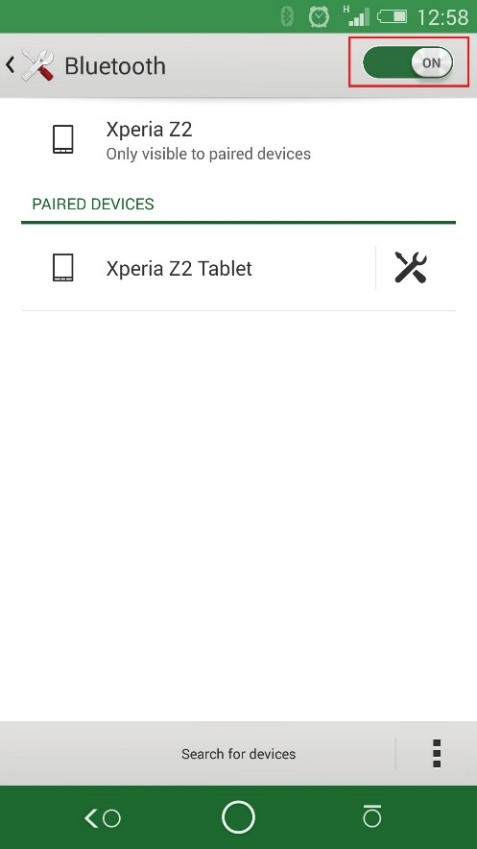 H 12:58
Bluetooth ON
Xperia Z2
Only visible to paired devices
PAIRED DEVICES
Xperia Z2 Tablet
Search for devices